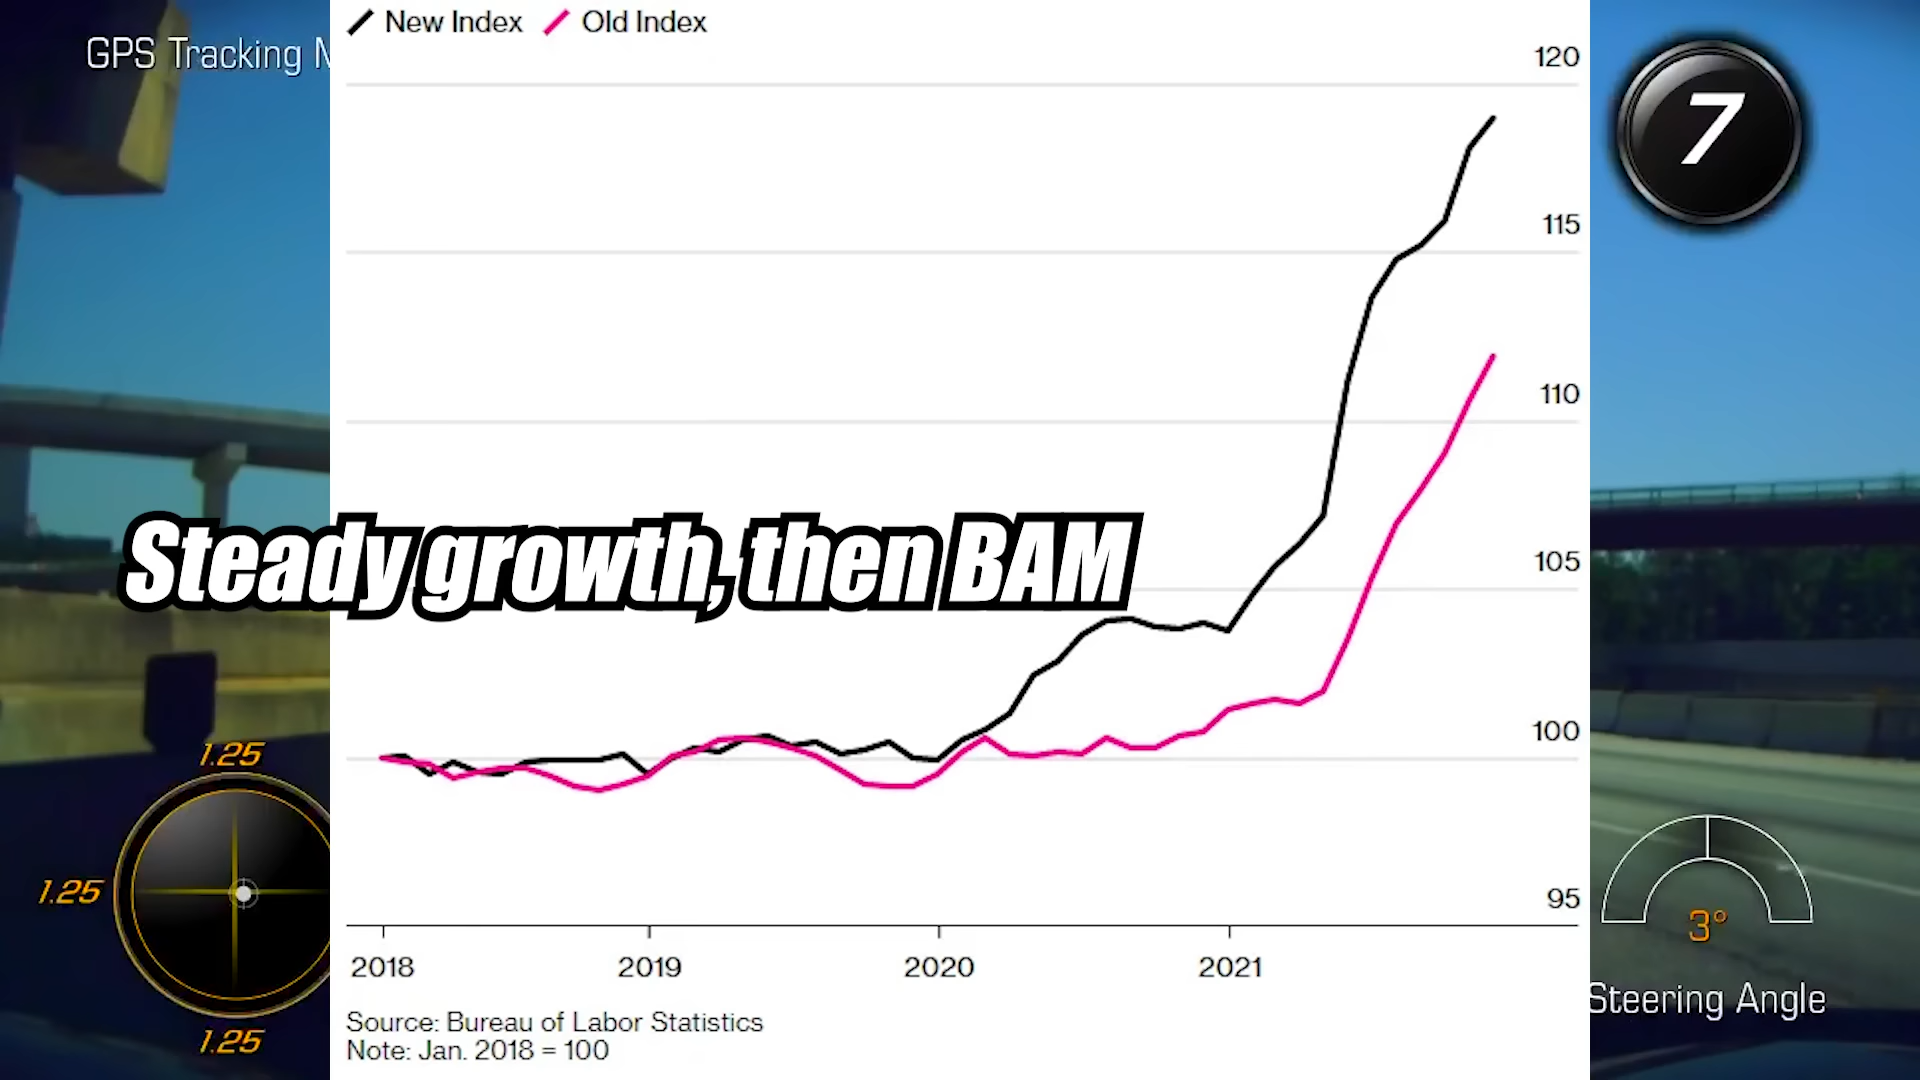 New Index Old Index
GPS Tracking
120
7
115
110
Steady growth, then BAM
105
100
1.25
1.25
95
3°
2018 2019 2020 2021
Steering Angle
Source: Bureau of Labor Statistics
1.25
Note: Jan. 2018 = 100